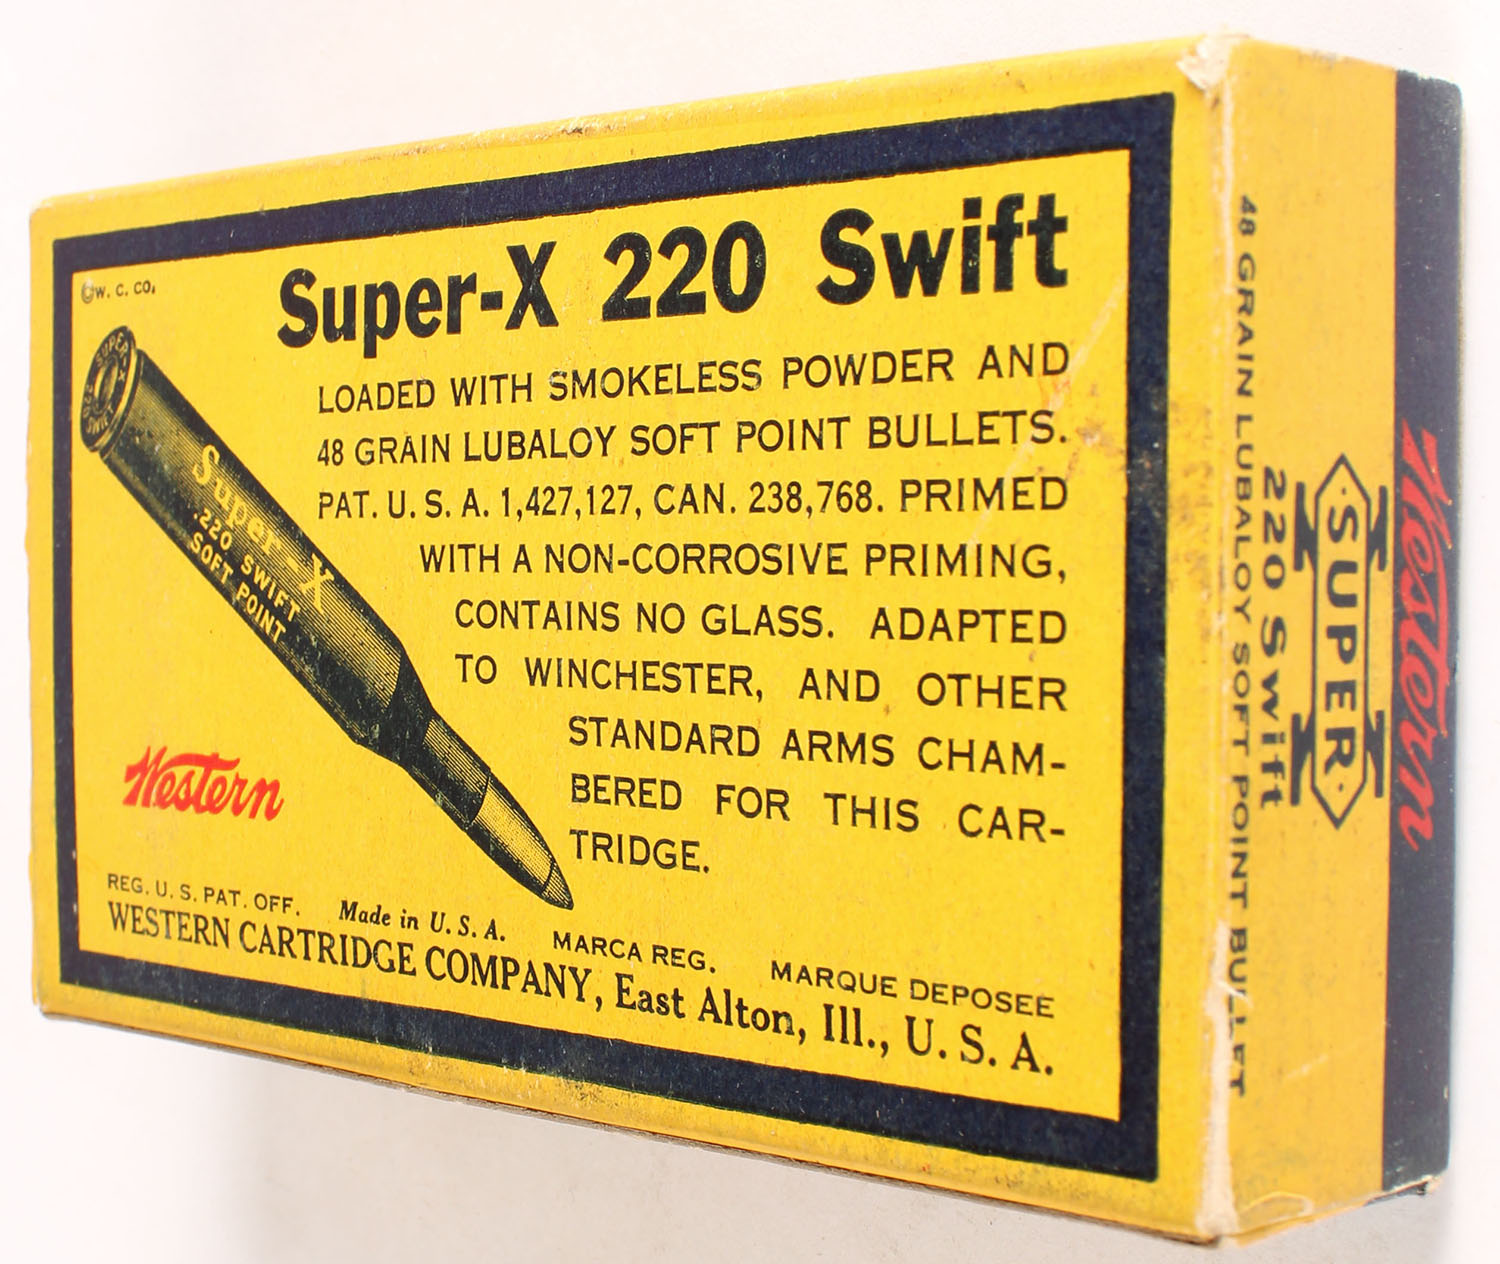 ©W. C. CO.
Super-X 220 Swift
LOADED WITH SMOKELESS POWDER AND
48 GRAIN LUBALOY SOFT POINT BULLETS.
PAT. U. S. A. 1,427,127, CAN. 238,768. PRIMED
WITH A NON-CORROSIVE PRIMING,
CONTAINS NO GLASS. ADAPTED
TO WINCHESTER, AND OTHER
STANDARD ARMS CHAM-
BERED FOR THIS CAR-
TRIDGE.
SUPER-X
220 SWIFT
Super-X
.220 SWIFT
SOFT POINT
Western
REG. U. S. PAT. OFF. Made in U. S. A. MARCA REG. MARQUE DEPOSEE
WESTERN CARTRIDGE COMPANY, East Alton, Ill., U. S. A.
Western
SUPER X
220 Swift
48 GRAIN LUBALOY SOFT POINT BULLET